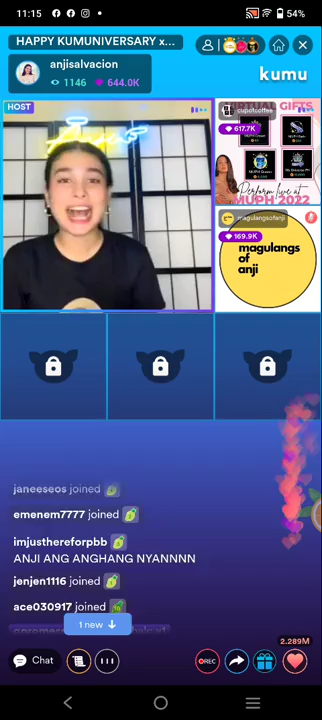 11:15
54%
HAPPY KUMUNIVERSARY x...
anjisalvacion
1146
644.0K
kumu
HOST
VIRTUAL GIFTS
cupofcoffee
617.7K
Perform live at
MUPH 2022
magulangsofanji
169.9K
magulangs
of
anji
janeeseos joined
emenem7777 joined
imjusthereforpbb
ANJI ANG ANGHANG NYANNNN
jenjen1116 joined
ace030917 joined
1 new ↓
2.289M
Chat
REC